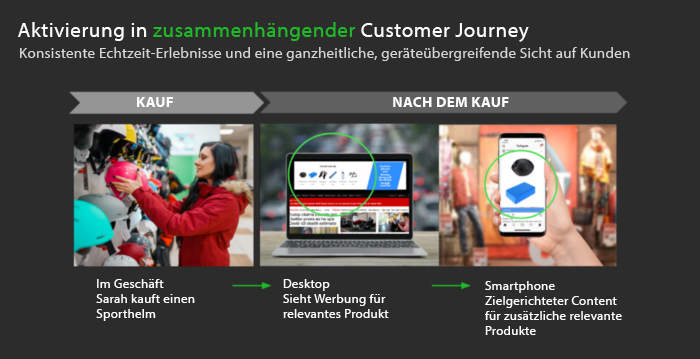 Aktivierung in zusammenhängender Customer Journey
Konsistente Echtzeit-Erlebnisse und eine ganzheitliche, geräteübergreifende Sicht auf Kunden
KAUF
NACH DEM KAUF
Im Geschäft
Sarah kauft einen
Sporthelm
Desktop
Sieht Werbung für
relevantes Produkt
Smartphone
Zielgerichteter Content
für zusätzliche relevante
Produkte